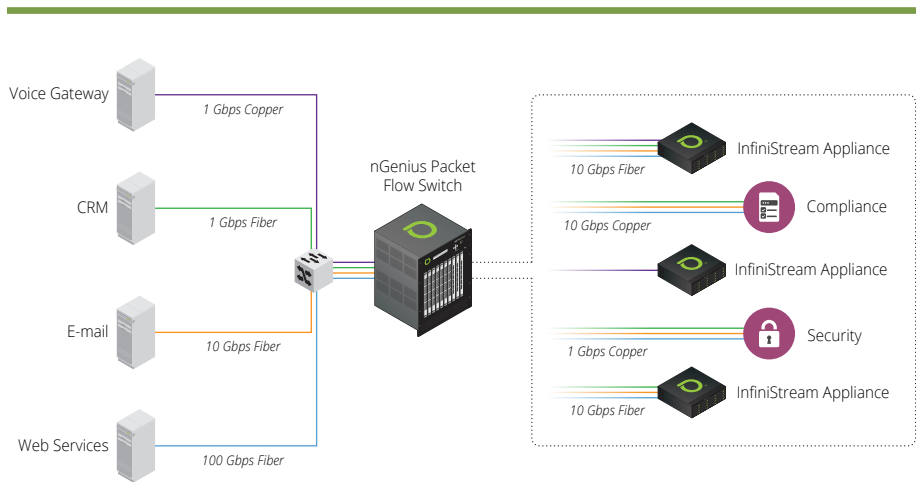 Voice Gateway
1 Gbps Copper
CRM
1 Gbps Fiber
E-mail
10 Gbps Fiber
Web Services
100 Gbps Fiber
nGenius Packet
Flow Switch
InfiniStream Appliance
10 Gbps Fiber
Compliance
10 Gbps Copper
InfiniStream Appliance
Security
1 Gbps Copper
InfiniStream Appliance
10 Gbps Fiber